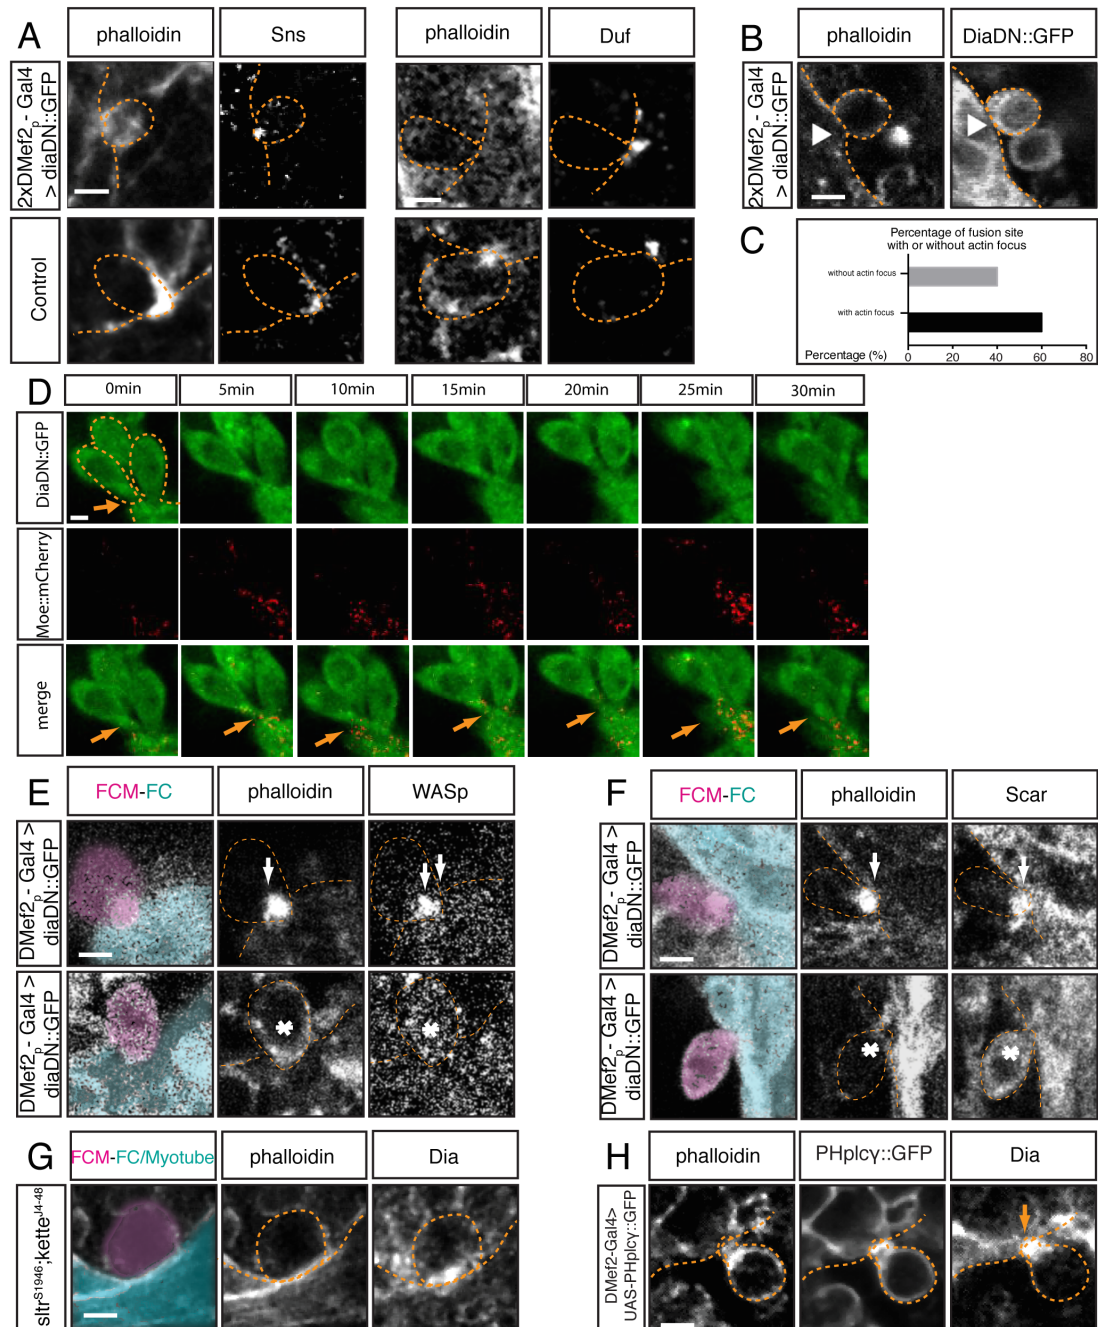 A
phalloidin
Sns
phalloidin
Duf
2xDMef2p- Gal4
> diaDN::GFP
Control
B
phalloidin
DiaDN::GFP
2xDMef2p- Gal4
> diaDN::GFP
C
Percentage of fusion site
with or without actin focus
without actin focus
with actin focus
Percentage (%)
0 20 40 60 80
D
0min 5min 10min 15min 20min 25min 30min
DiaDN::GFP
Moe::mCherry
merge
E
FCM-FC
phalloidin
WASp
DMef2p- Gal4 >
diaDN::GFP
DMef2p- Gal4 >
diaDN::GFP
F
FCM-FC
phalloidin
Scar
DMef2p- Gal4 >
diaDN::GFP
DMef2p- Gal4 >
diaDN::GFP
G
FCM-FC/Myotube
phalloidin
Dia
sltrS1946;ketteJ4-48
H
phalloidin
PHplcγ::GFP
Dia
DMef2-Gal4>
UAS-PHplcγ::GFP